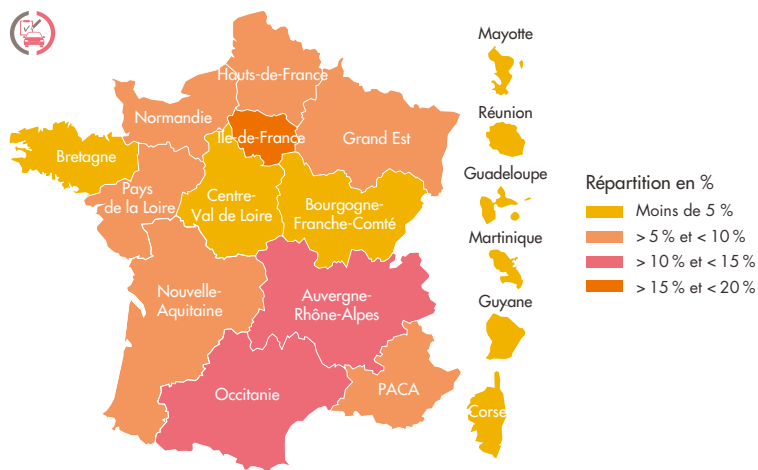 Mayotte
Hauts-de-France
Normandie
Réunion
Île-de-France
Grand Est
Bretagne
Guadeloupe
Pays
de la Loire
Centre-
Val de Loire
Bourgogne-
Franche-Comté
Répartition en %
Moins de 5 %
> 5 % et < 10 %
> 10 % et < 15 %
> 15 % et < 20 %
Martinique
Nouvelle-
Aquitaine
Auvergne-
Rhône-Alpes
Guyane
Occitanie
PACA
Corse